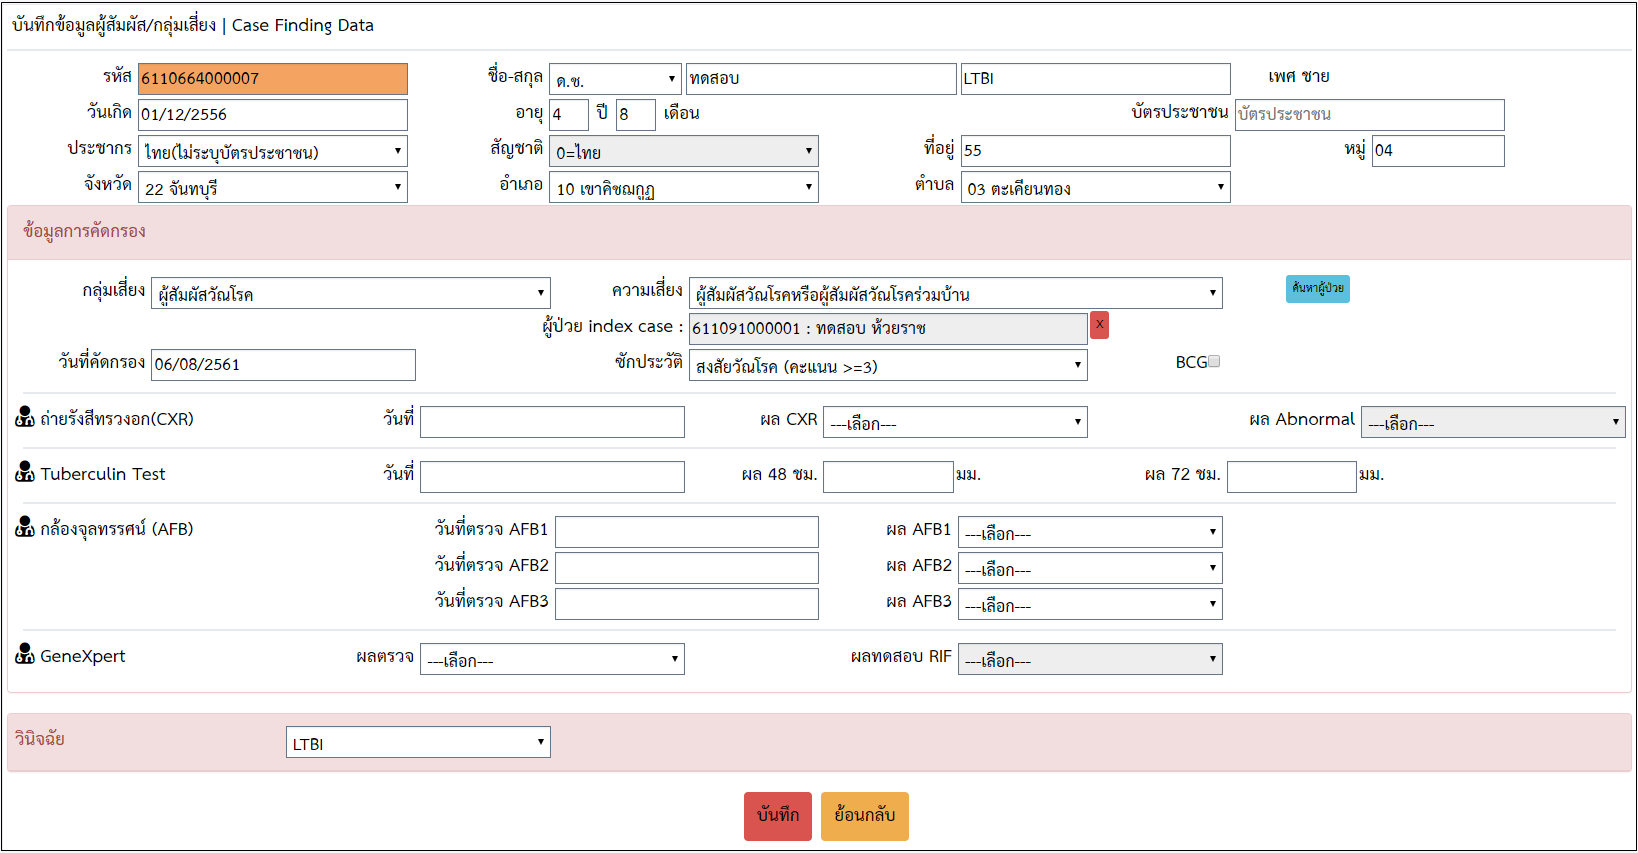 บันทึกข้อมูลผู้สัมผัส/กลุ่มเสี่ยง | Case Finding Data
รหัส 6110664000007 ชื่อ-สกุล ด.ช. ทดสอบ LTBI เพศ ชาย
วันเกิด 01/12/2556 อายุ 4 ปี 8 เดือน บัตรประชาชน บัตรประชาชน
ประชากร ไทย(ไม่ระบุบัตรประชาชน) สัญชาติ 0=ไทย ที่อยู่ 55 หมู่ 04
จังหวัด 22 จันทบุรี อำเภอ 10 เขาคิชฌกูฏ ตำบล 03 ตะเคียนทอง
ข้อมูลการคัดกรอง
กลุ่มเสี่ยง ผู้สัมผัสวัณโรค ความเสี่ยง ผู้สัมผัสวัณโรคหรือผู้สัมผัสวัณโรคร่วมบ้าน ค้นหาผู้ป่วย
ผู้ป่วย index case : 611091000001 : ทดสอบ ห้วยราช X
วันที่คัดกรอง 06/08/2561 ซักประวัติ สงสัยวัณโรค (คะแนน >=3) BCG
ถ่ายรังสีทรวงอก(CXR) วันที่ ผล CXR ---เลือก--- ผล Abnormal ---เลือก---
Tuberculin Test วันที่ ผล 48 ชม. มม. ผล 72 ชม. มม.
กล้องจุลทรรศน์ (AFB) วันที่ตรวจ AFB1 ผล AFB1 ---เลือก---
วันที่ตรวจ AFB2 ผล AFB2 ---เลือก---
วันที่ตรวจ AFB3 ผล AFB3 ---เลือก---
GeneXpert ผลตรวจ ---เลือก--- ผลทดสอบ RIF ---เลือก---
วินิจฉัย LTBI
บันทึก ย้อนกลับ